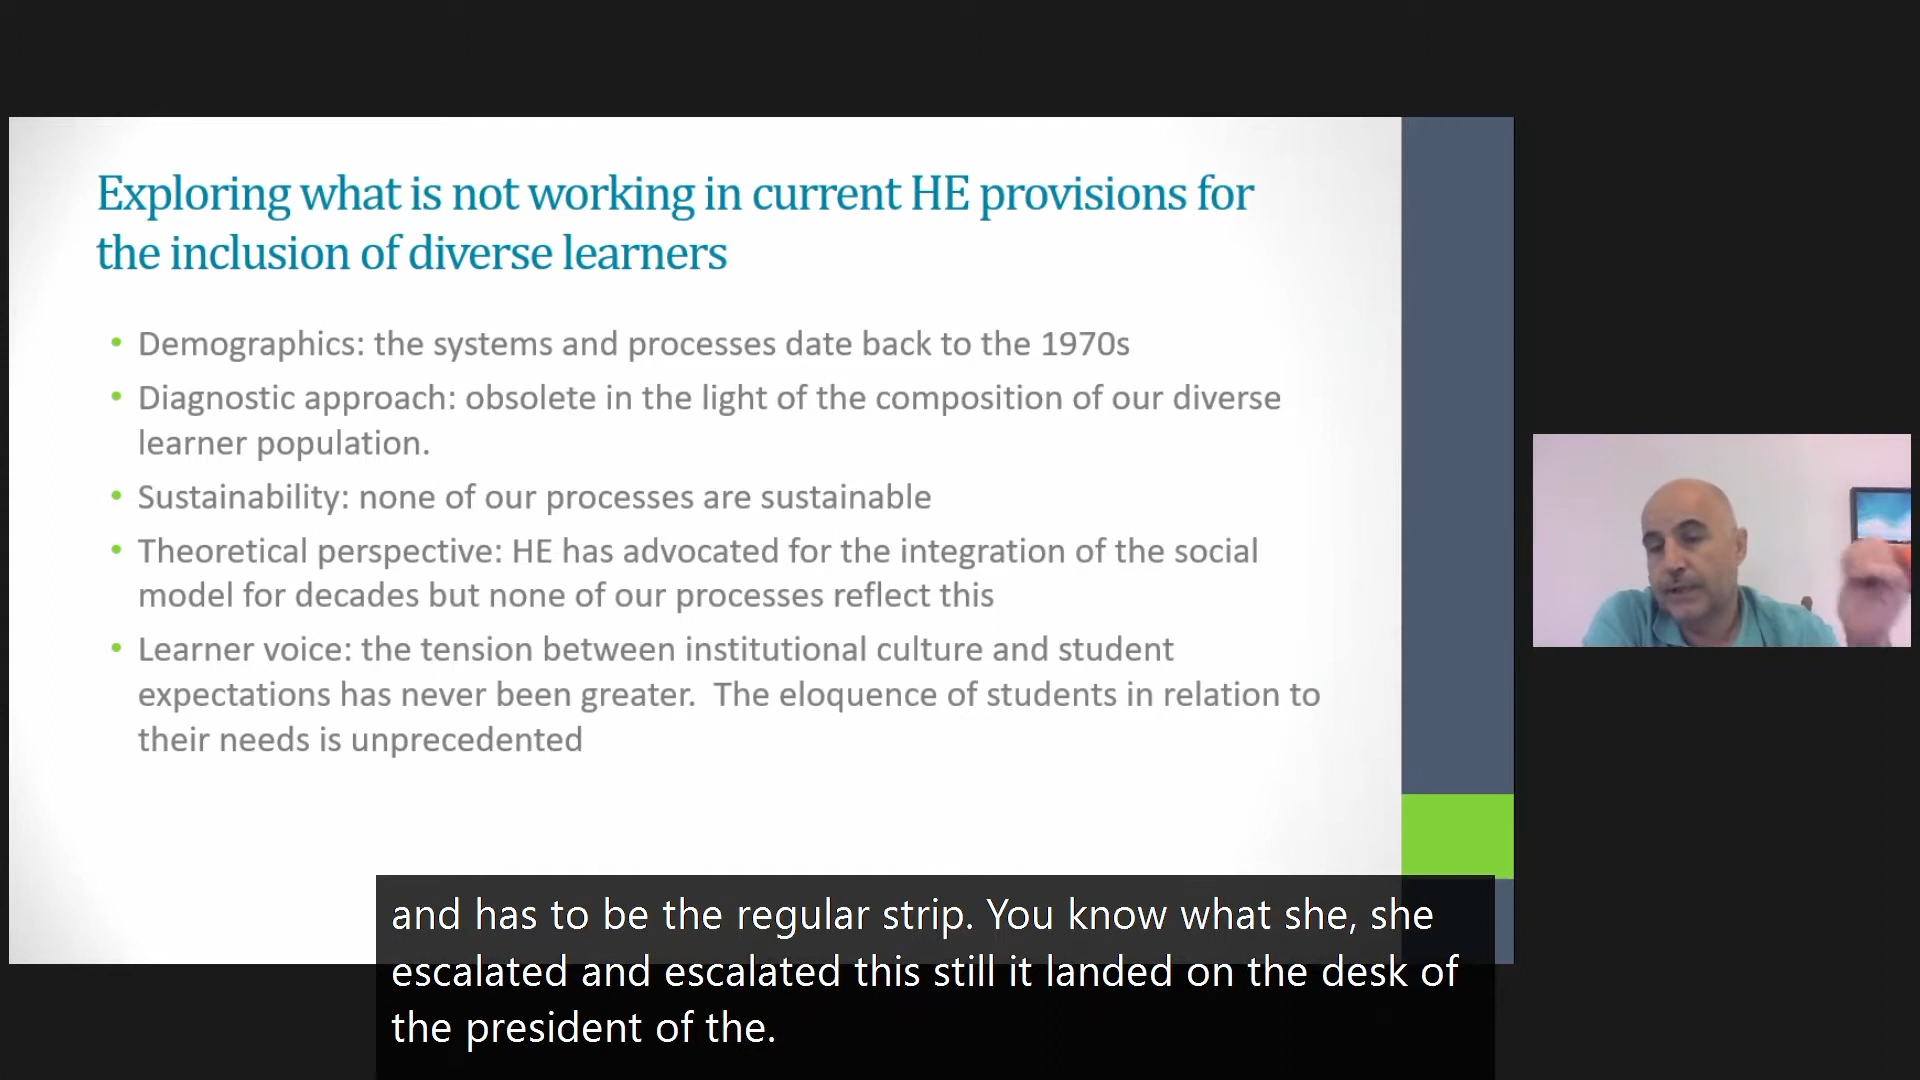 Exploring what is not working in current HE provisions for
the inclusion of diverse learners
• Demographics: the systems and processes date back to the 1970s
• Diagnostic approach: obsolete in the light of the composition of our diverse
learner population.
• Sustainability: none of our processes are sustainable
• Theoretical perspective: HE has advocated for the integration of the social
model for decades but none of our processes reflect this
• Learner voice: the tension between institutional culture and student
expectations has never been greater.  The eloquence of students in relation to
their needs is unprecedented
and has to be the regular strip. You know what she, she
escalated and escalated this still it landed on the desk of
the president of the.